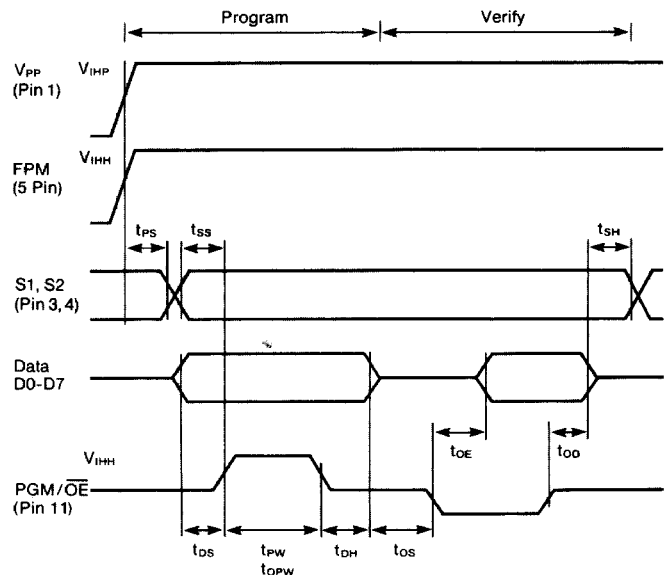 Program
Verify
VPP
(Pin 1)
VIHP
FPM
(5 Pin)
VIHH
tPS
tSS
tSH
S1, S2
(Pin 3, 4)
Data
D0-D7
tOE
tOD
VIHH
PGM/OE
(Pin 11)
tDS
tPW
tOPW
tDH
tOS